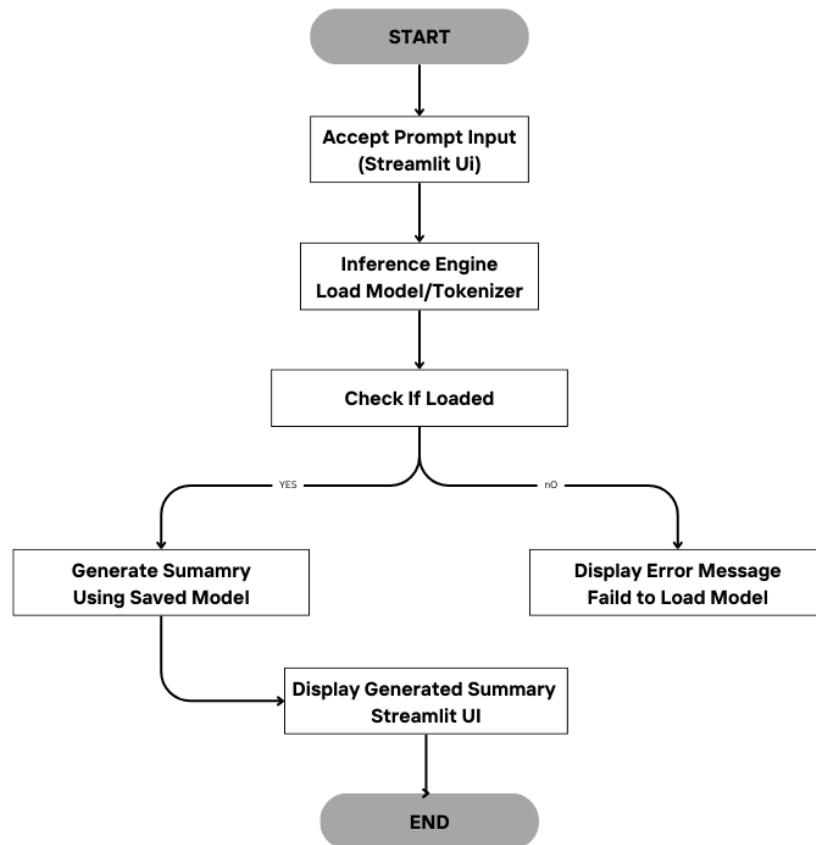 START
Accept Prompt Input
(Streamlit Ui)
Inference Engine
Load Model/Tokenizer
Check If Loaded
YES
nO
Generate Sumamry
Using Saved Model
Display Error Message
Faild to Load Model
Display Generated Summary
Streamlit UI
END